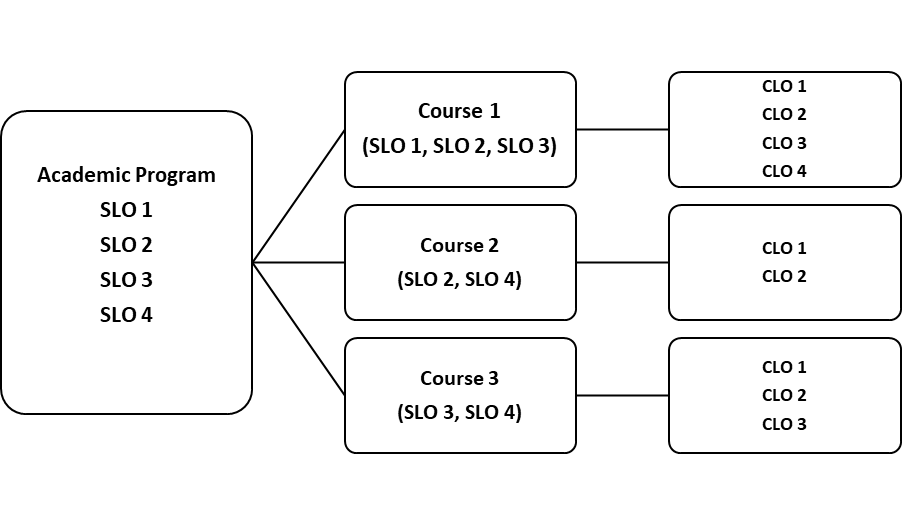 Academic Program
SLO 1
SLO 2
SLO 3
SLO 4
Course 1
(SLO 1, SLO 2, SLO 3)
CLO 1
CLO 2
CLO 3
CLO 4
Course 2
(SLO 2, SLO 4)
CLO 1
CLO 2
Course 3
(SLO 3, SLO 4)
CLO 1
CLO 2
CLO 3